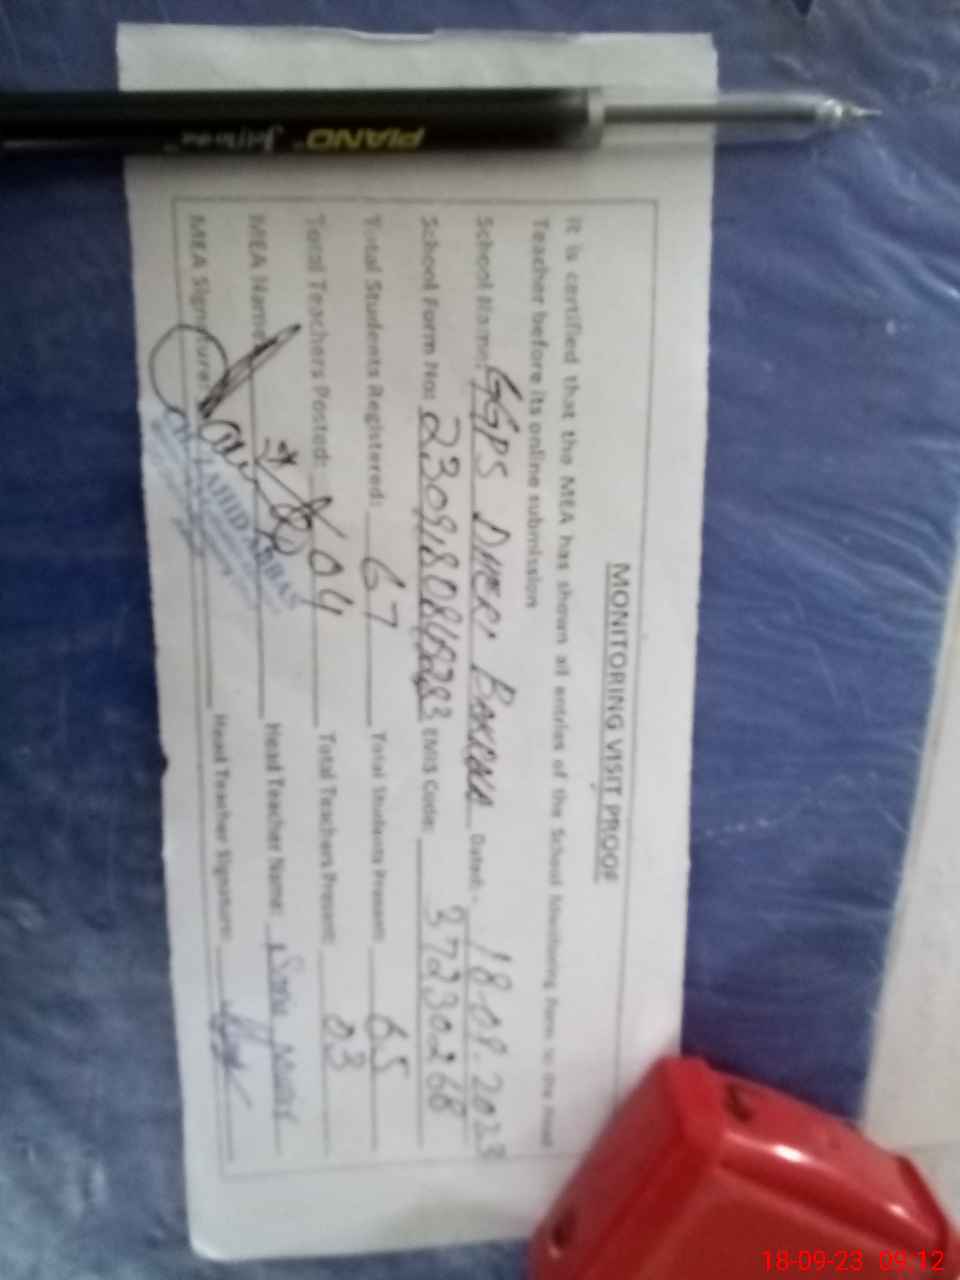 MONITORING VISIT PROOF
It is certified that the MEA has shown all entries of the School Monitoring Form to the Head
Teacher before its online submission
School Name: GGPS DHERI Dated:- 18-09.2023
School Form No: EMIS Code: 37230268
Total Students Registered: 67 Total Students Present: 65
Total Teachers Posted: 04 Total Teachers Present: 03
MEA Name: Head Teacher Name:
MEA Signature: Head Teacher Signature:
ABBAS
PIANO
18-09-23 09:12